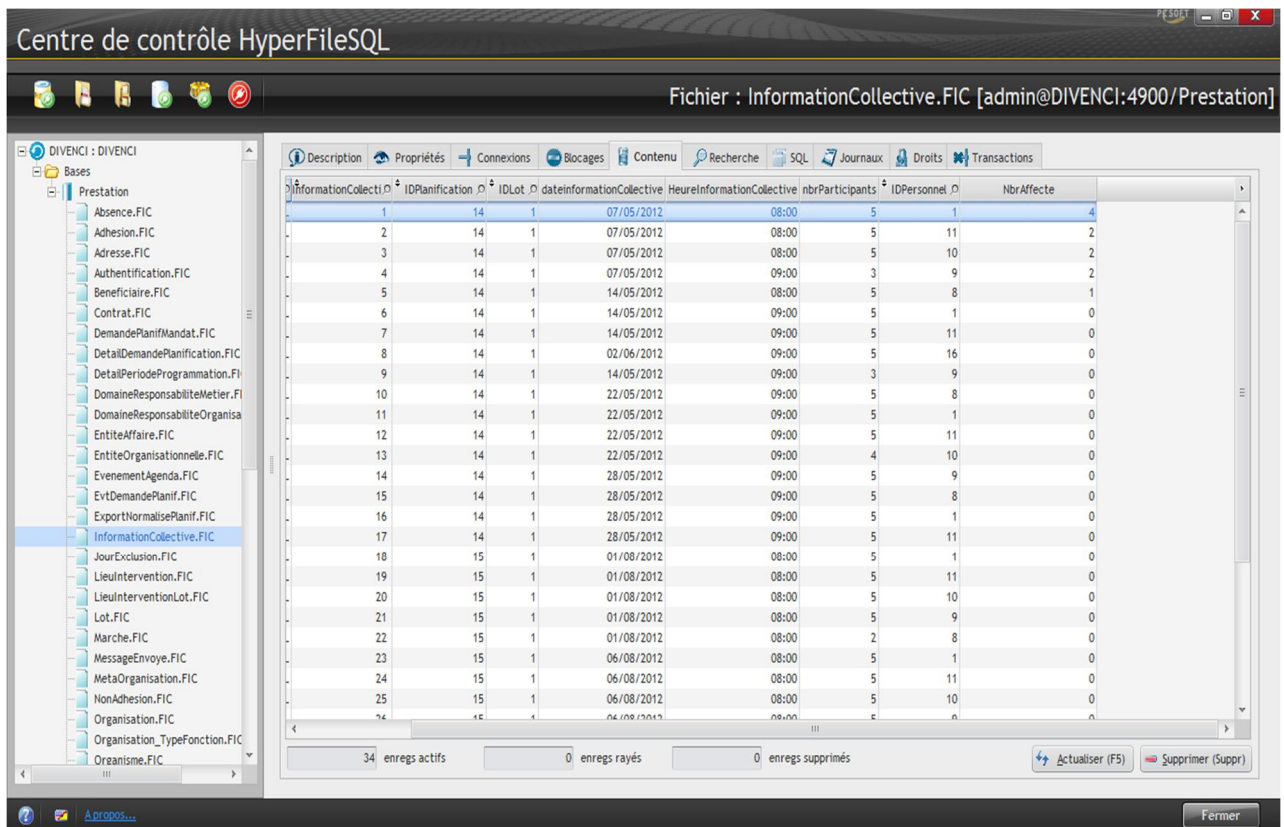 PCSOFT
Centre de contrôle HyperFileSQL
Fichier : InformationCollective.FIC [admin@DIVENCI:4900/Prestation]
DIVENCI : DIVENCI
Bases
Prestation
Absence.FIC
Adhesion.FIC
Adresse.FIC
Authentification.FIC
Beneficiaire.FIC
Contrat.FIC
DemandePlanifMandat.FIC
DetailDemandePlanification.FIC
DetailPeriodeProgrammation.FI
DomaineResponsabiliteMetier.FI
DomaineResponsabiliteOrganisa
EntiteAffaire.FIC
EntiteOrganisationnelle.FIC
EvenementAgenda.FIC
EvtDemandePlanif.FIC
ExportNormalisePlanif.FIC
InformationCollective.FIC
JourExclusion.FIC
LieuIntervention.FIC
LieuInterventionLot.FIC
Lot.FIC
Marche.FIC
MessageEnvoye.FIC
MetaOrganisation.FIC
NonAdhesion.FIC
Organisation.FIC
Organisation_TypeFonction.FIC
Organisme.FIC
Description Propriétés Connexions Blocages Contenu Recherche SQL Journaux Droits Transactions
InformationCollecti IDPlanification IDLot dateinformationCollective HeureInformationCollective nbrParticipants IDPersonnel NbrAffecte
1 14 1 07/05/2012 08:00 5 1 4
2 14 1 07/05/2012 08:00 5 11 2
3 14 1 07/05/2012 08:00 5 10 2
4 14 1 07/05/2012 09:00 3 9 2
5 14 1 14/05/2012 08:00 5 8 1
6 14 1 14/05/2012 09:00 5 1 0
7 14 1 14/05/2012 09:00 5 11 0
8 14 1 02/06/2012 09:00 5 16 0
9 14 1 14/05/2012 09:00 3 9 0
10 14 1 22/05/2012 09:00 5 8 0
11 14 1 22/05/2012 09:00 5 1 0
12 14 1 22/05/2012 09:00 5 11 0
13 14 1 22/05/2012 09:00 4 10 0
14 14 1 28/05/2012 09:00 5 9 0
15 14 1 28/05/2012 09:00 5 8 0
16 14 1 28/05/2012 09:00 5 1 0
17 14 1 28/05/2012 09:00 5 11 0
18 15 1 01/08/2012 08:00 5 1 0
19 15 1 01/08/2012 08:00 5 11 0
20 15 1 01/08/2012 08:00 5 10 0
21 15 1 01/08/2012 08:00 5 9 0
22 15 1 01/08/2012 08:00 2 8 0
23 15 1 06/08/2012 08:00 5 1 0
24 15 1 06/08/2012 08:00 5 11 0
25 15 1 06/08/2012 08:00 5 10 0
26 15 1 06/08/2012 08:00 5 9 0
34 enregs actifs 0 enregs rayés 0 enregs supprimés Actualiser (F5) Supprimer (Suppr)
A propos... Fermer